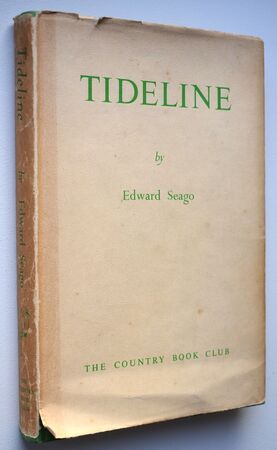 TIDELINE
by
Edward Seago
THE COUNTRY BOOK CLUB
Tideline
by
Edward Seago